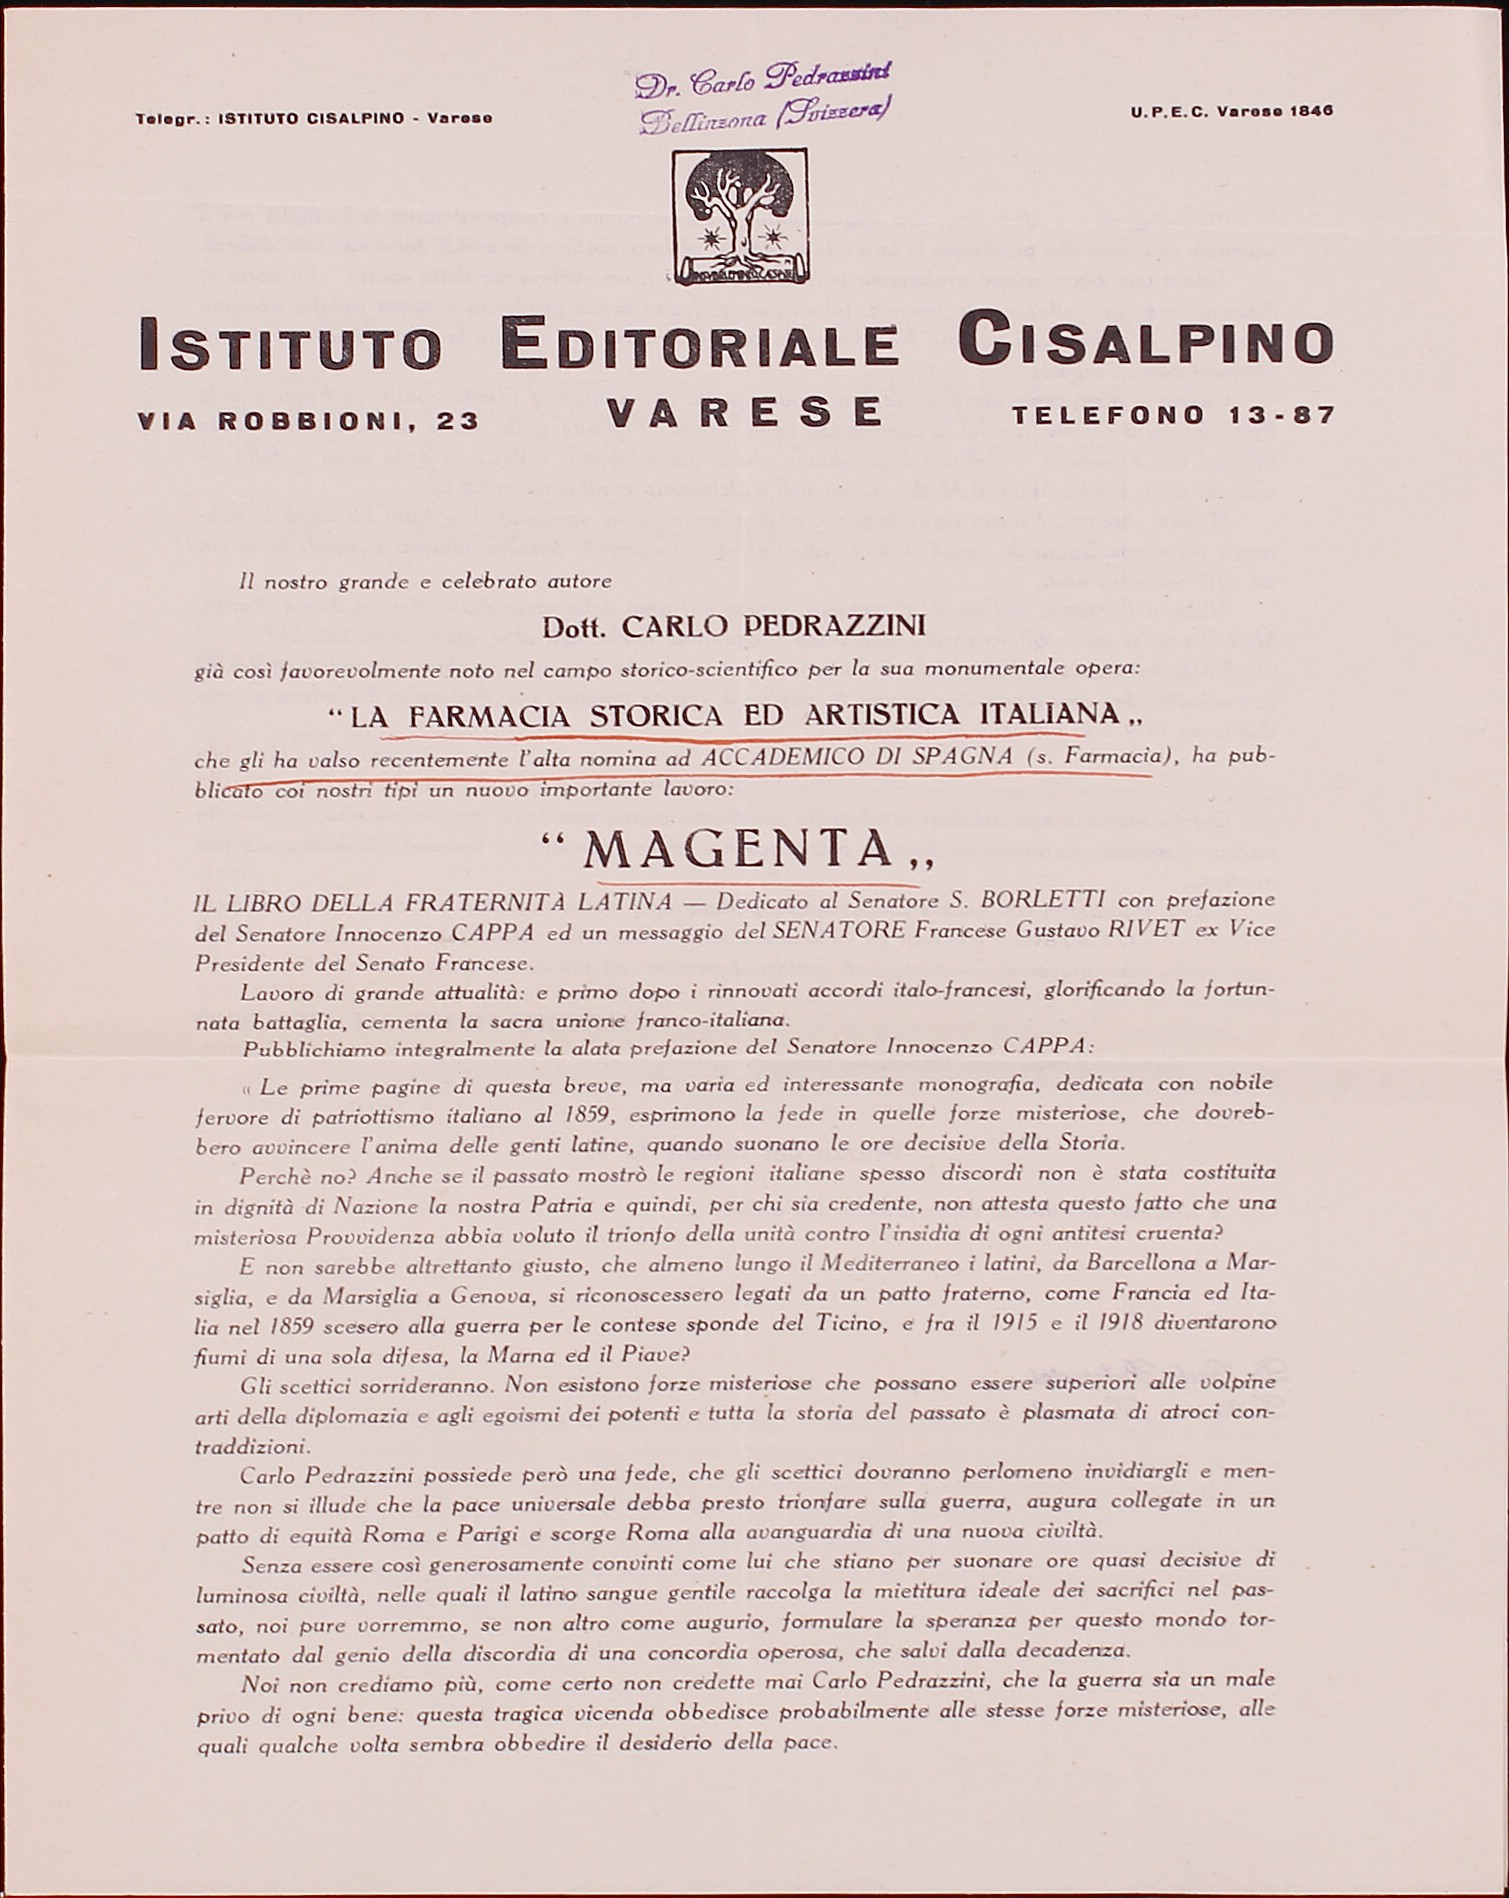 Dr. Carlo Pedrazzini
Bellinzona (Svizzera)
Telegr.: ISTITUTO CISALPINO - Varese
U.P.E.C. Varese 1846
ISTITUTO EDITORIALE CISALPINO
VIA ROBBIONI, 23 VARESE TELEFONO 13-87
Il nostro grande e celebrato autore
Dott. CARLO PEDRAZZINI
già così favorevolmente noto nel campo storico-scientifico per la sua monumentale opera:
“ LA FARMACIA STORICA ED ARTISTICA ITALIANA „
che gli ha valso recentemente l'alta nomina ad ACCADEMICO DI SPAGNA (s. Farmacia), ha pub-
blicato coi nostri tipi un nuovo importante lavoro:
“ MAGENTA „
IL LIBRO DELLA FRATERNITÀ LATINA — Dedicato al Senatore S. BORLETTI con prefazione
del Senatore Innocenzo CAPPA ed un messaggio del SENATORE Francese Gustavo RIVET ex Vice
Presidente del Senato Francese.
Lavoro di grande attualità: e primo dopo i rinnovati accordi italo-francesi, glorificando la fortun-
nata battaglia, cementa la sacra unione franco-italiana.
Pubblichiamo integralmente la alata prefazione del Senatore Innocenzo CAPPA:
« Le prime pagine di questa breve, ma varia ed interessante monografia, dedicata con nobile
fervore di patriottismo italiano al 1859, esprimono la fede in quelle forze misteriose, che dovreb-
bero avvincere l'anima delle genti latine, quando suonano le ore decisive della Storia.
Perchè no? Anche se il passato mostrò le regioni italiane spesso discordi non è stata costituita
in dignità di Nazione la nostra Patria e quindi, per chi sia credente, non attesta questo fatto che una
misteriosa Provvidenza abbia voluto il trionfo della unità contro l'insidia di ogni antitesi cruenta?
E non sarebbe altrettanto giusto, che almeno lungo il Mediterraneo i latini, da Barcellona a Mar-
siglia, e da Marsiglia a Genova, si riconoscessero legati da un patto fraterno, come Francia ed Ita-
lia nel 1859 scesero alla guerra per le contese sponde del Ticino, e fra il 1915 e il 1918 diventarono
fiumi di una sola difesa, la Marna ed il Piave?
Gli scettici sorrideranno. Non esistono forze misteriose che possano essere superiori alle volpine
arti della diplomazia e agli egoismi dei potenti e tutta la storia del passato è plasmata di atroci con-
traddizioni.
Carlo Pedrazzini possiede però una fede, che gli scettici dovranno perlomeno invidiargli e men-
tre non si illude che la pace universale debba presto trionfare sulla guerra, augura collegate in un
patto di equità Roma e Parigi e scorge Roma alla avanguardia di una nuova civiltà.
Senza essere così generosamente convinti come lui che stiano per suonare ore quasi decisive di
luminosa civiltà, nelle quali il latino sangue gentile raccolga la mietitura ideale dei sacrifici nel pas-
sato, noi pure vorremmo, se non altro come augurio, formulare la speranza per questo mondo tor-
mentato dal genio della discordia di una concordia operosa, che salvi dalla decadenza.
Noi non crediamo più, come certo non credette mai Carlo Pedrazzini, che la guerra sia un male
privo di ogni bene: questa tragica vicenda obbedisce probabilmente alle stesse forze misteriose, alle
quali qualche volta sembra obbedire il desiderio della pace.